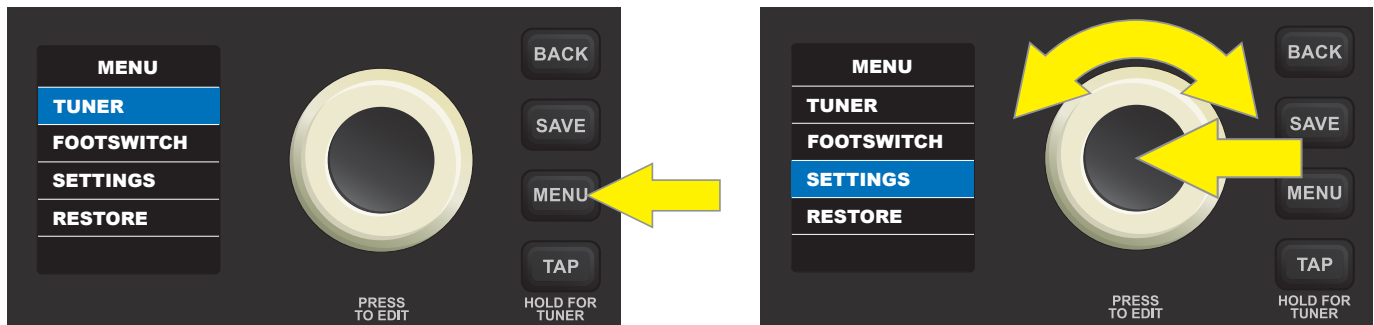 MENU
TUNER
FOOTSWITCH
SETTINGS
RESTORE
BACK
SAVE
MENU
TAP
PRESS
TO EDIT
HOLD FOR
TUNER
MENU
TUNER
FOOTSWITCH
SETTINGS
RESTORE
BACK
SAVE
MENU
TAP
PRESS
TO EDIT
HOLD FOR
TUNER